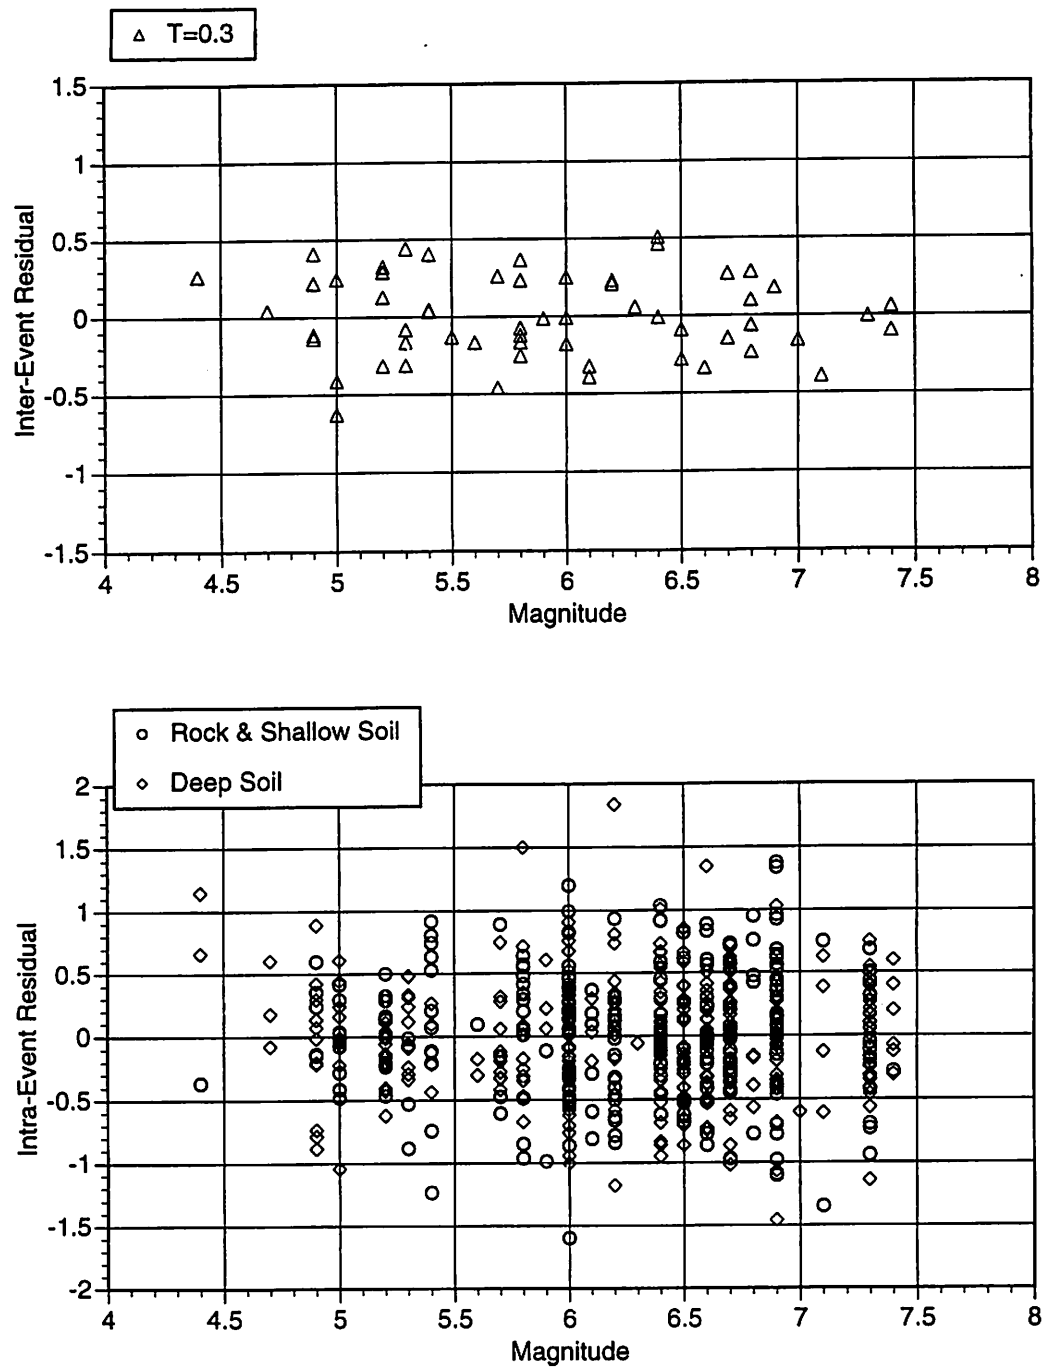 T=0.3
1.5
1
0.5
0
-0.5
-1
-1.5
Inter-Event Residual
4 4.5 5 5.5 6 6.5 7 7.5 8
Magnitude
Rock & Shallow Soil
Deep Soil
2
1.5
1
0.5
0
-0.5
-1
-1.5
-2
Intra-Event Residual
4 4.5 5 5.5 6 6.5 7 7.5 8
Magnitude